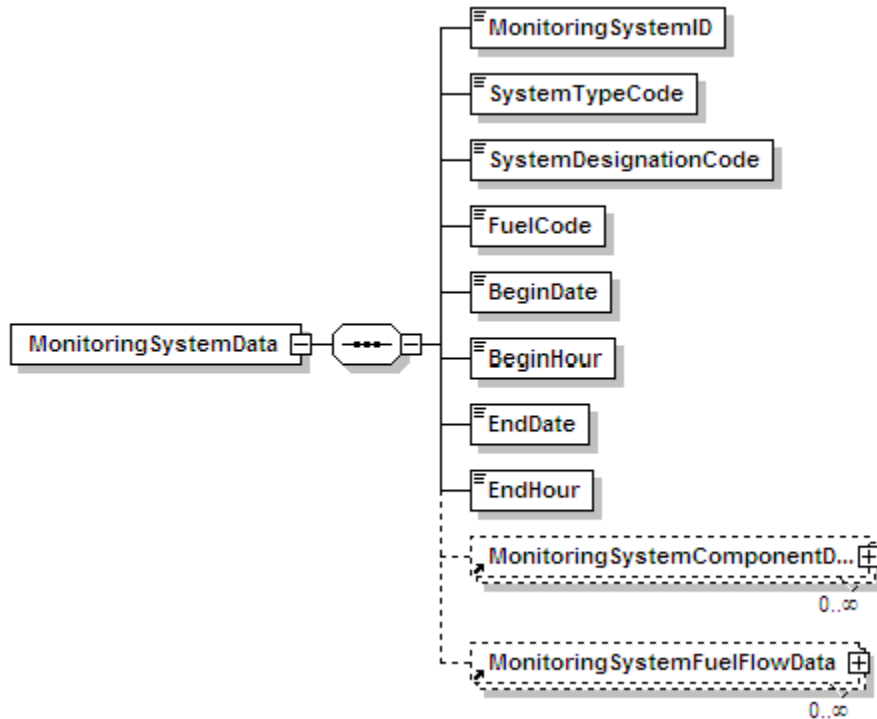 MonitoringSystemID
SystemTypeCode
SystemDesignationCode
FuelCode
BeginDate
MonitoringSystemData
BeginHour
EndDate
EndHour
MonitoringSystemComponentD...
0..∞
MonitoringSystemFuelFlowData
0..∞